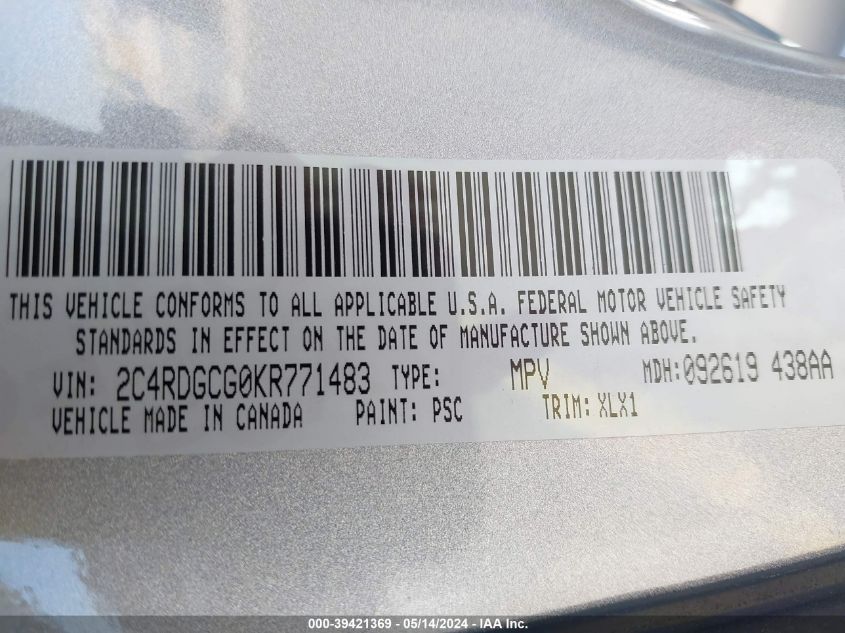 THIS VEHICLE CONFORMS TO ALL APPLICABLE U.S.A. FEDERAL MOTOR VEHICLE SAFETY
STANDARDS IN EFFECT ON THE DATE OF MANUFACTURE SHOWN ABOVE.
VIN: 2C4RDGCG0KR771483 TYPE: MPV MDH:092619 438AA
VEHICLE MADE IN CANADA PAINT: PSC TRIM: XLX1
000-39421369 - 05/14/2024 - IAA Inc.